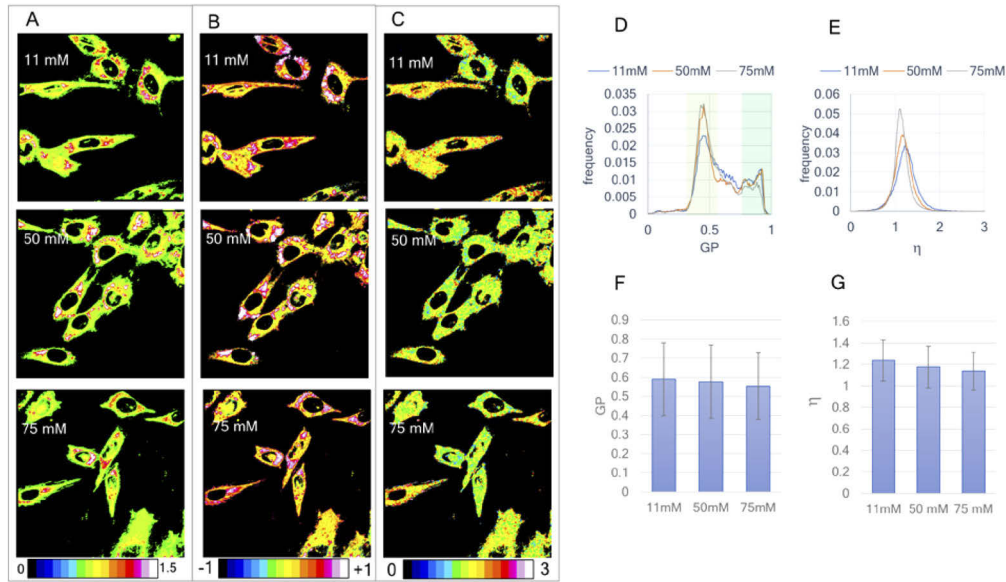 A
B
C
11 mM
11 mM
11 mM
50 mM
50 mM
50 mM
75 mM
75 mM
75 mM
0 1.5
-1 +1
0 3
D
11mM 50mM 75mM
0.035
0.03
0.025
0.02
0.015
0.01
0.005
0
frequency
0 0.5 1
GP
E
11mM 50mM 75mM
0.06
0.05
0.04
0.03
0.02
0.01
0
frequency
0 1 2 3
η
F
0.9
0.8
0.7
0.6
0.5
0.4
0.3
0.2
0.1
0
GP
11mM 50mM 75mM
G
1.6
1.4
1.2
1
0.8
0.6
0.4
0.2
0
η
11mM 50 mM 75 mM